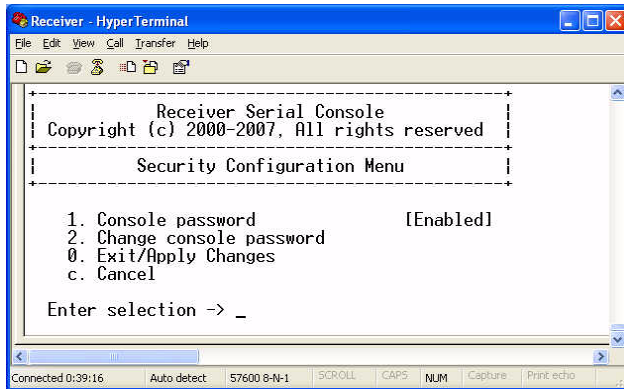 Receiver - HyperTerminal
File Edit View Call Transfer Help
Receiver Serial Console
Copyright (c) 2000-2007, All rights reserved
Security Configuration Menu
1. Console password [Enabled]
2. Change console password
0. Exit/Apply Changes
c. Cancel
Enter selection -> _
Connected 0:39:16 Auto detect 57600 8-N-1 SCROLL CAPS NUM Capture Print echo